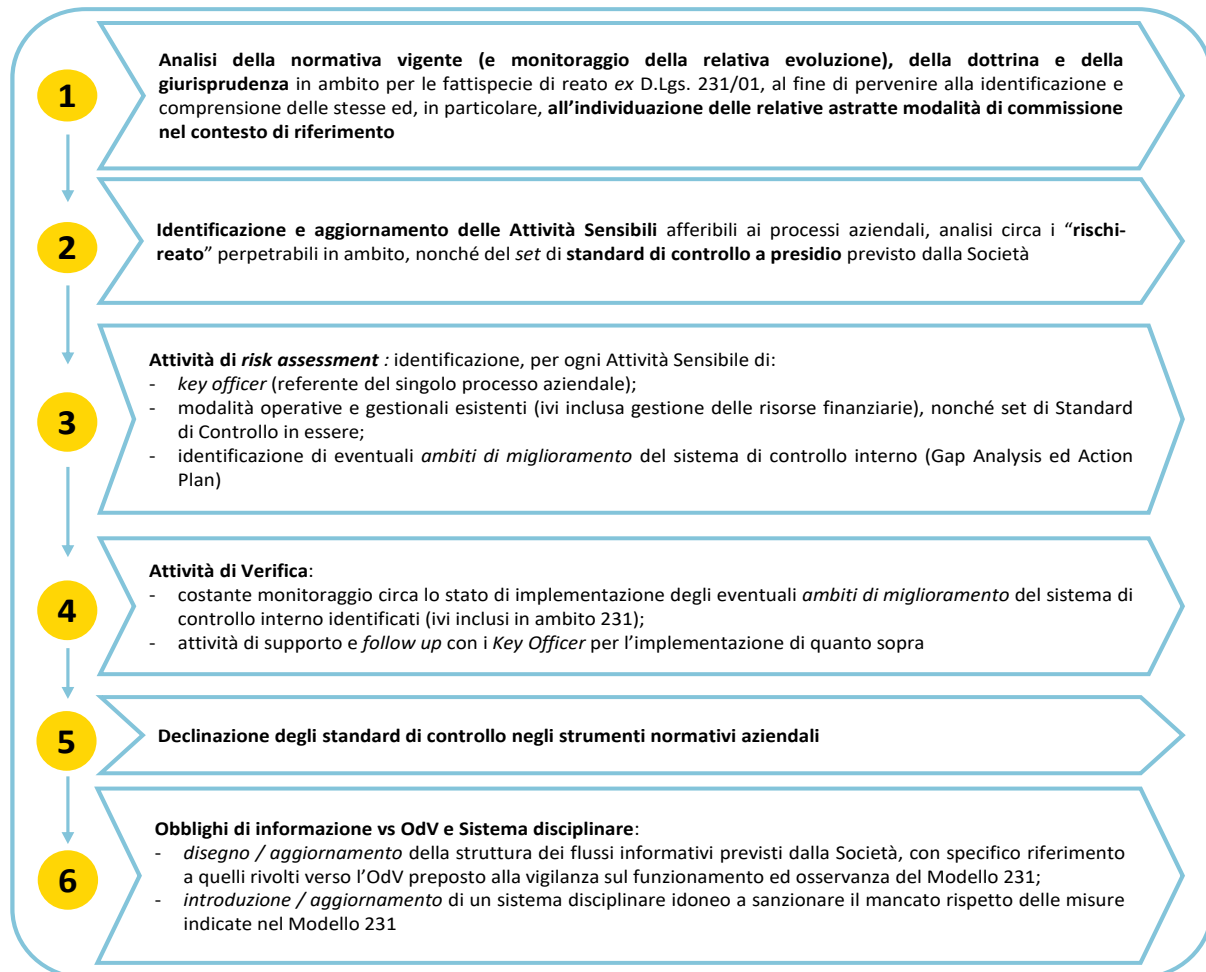 1
Analisi della normativa vigente (e monitoraggio della relativa evoluzione), della dottrina e della
giurisprudenza in ambito per le fattispecie di reato ex D.Lgs. 231/01, al fine di pervenire alla identificazione e
comprensione delle stesse ed, in particolare, all’individuazione delle relative astratte modalità di commissione
nel contesto di riferimento
2
Identificazione e aggiornamento delle Attività Sensibili afferibili ai processi aziendali, analisi circa i “rischi-
reato” perpetrabili in ambito, nonché del set di standard di controllo a presidio previsto dalla Società
3
Attività di risk assessment : identificazione, per ogni Attività Sensibile di:
- key officer (referente del singolo processo aziendale);
- modalità operative e gestionali esistenti (ivi inclusa gestione delle risorse finanziarie), nonché set di Standard
di Controllo in essere;
- identificazione di eventuali ambiti di miglioramento del sistema di controllo interno (Gap Analysis ed Action
Plan)
4
Attività di Verifica:
- costante monitoraggio circa lo stato di implementazione degli eventuali ambiti di miglioramento del sistema di
controllo interno identificati (ivi inclusi in ambito 231);
- attività di supporto e follow up con i Key Officer per l’implementazione di quanto sopra
5
Declinazione degli standard di controllo negli strumenti normativi aziendali
6
Obblighi di informazione vs OdV e Sistema disciplinare:
- disegno / aggiornamento della struttura dei flussi informativi previsti dalla Società, con specifico riferimento
a quelli rivolti verso l’OdV preposto alla vigilanza sul funzionamento ed osservanza del Modello 231;
- introduzione / aggiornamento di un sistema disciplinare idoneo a sanzionare il mancato rispetto delle misure
indicate nel Modello 231